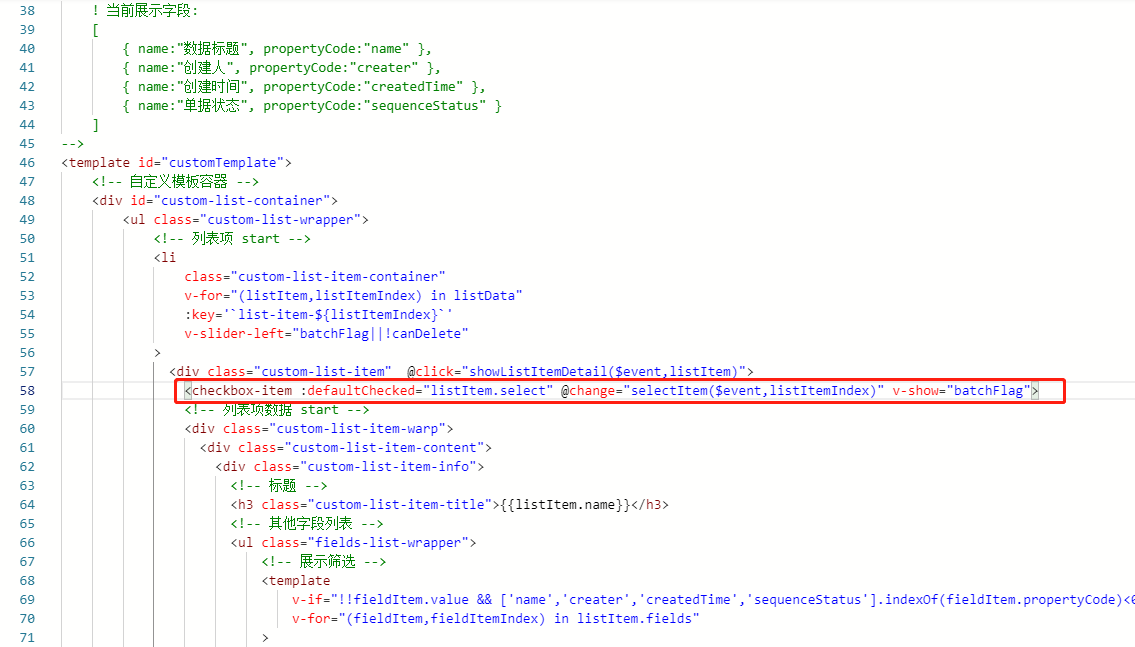 38 ! 当前展示字段:
39 [
40 { name:"数据标题", propertyCode:"name" },
41 { name:"创建人", propertyCode:"creater" },
42 { name:"创建时间", propertyCode:"createdTime" },
43 { name:"单据状态", propertyCode:"sequenceStatus" }
44 ]
45 -->
46 <template id="customTemplate">
47 <!-- 自定义模板容器 -->
48 <div id="custom-list-container">
49 <ul class="custom-list-wrapper">
50 <!-- 列表项 start -->
51 <li
52 class="custom-list-item-container"
53 v-for="(listItem,listItemIndex) in listData"
54 :key='`list-item-${listItemIndex}`'
55 v-slider-left="batchFlag||!canDelete"
56 >
57 <div class="custom-list-item"  @click="showListItemDetail($event,listItem)">
58 <checkbox-item :defaultChecked="listItem.select" @change="selectItem($event,listItemIndex)" v-show="batchFlag">
59 <!-- 列表项数据 start -->
60 <div class="custom-list-item-warp">
61 <div class="custom-list-item-content">
62 <div class="custom-list-item-info">
63 <!-- 标题 -->
64 <h3 class="custom-list-item-title">{{listItem.name}}</h3>
65 <!-- 其他字段列表 -->
66 <ul class="fields-list-wrapper">
67 <!-- 展示筛选 -->
68 <template
69 v-if="!!fieldItem.value && ['name','creater','createdTime','sequenceStatus'].indexOf(fieldItem.propertyCode)<
70 v-for="(fieldItem,fieldItemIndex) in listItem.fields"
71 >